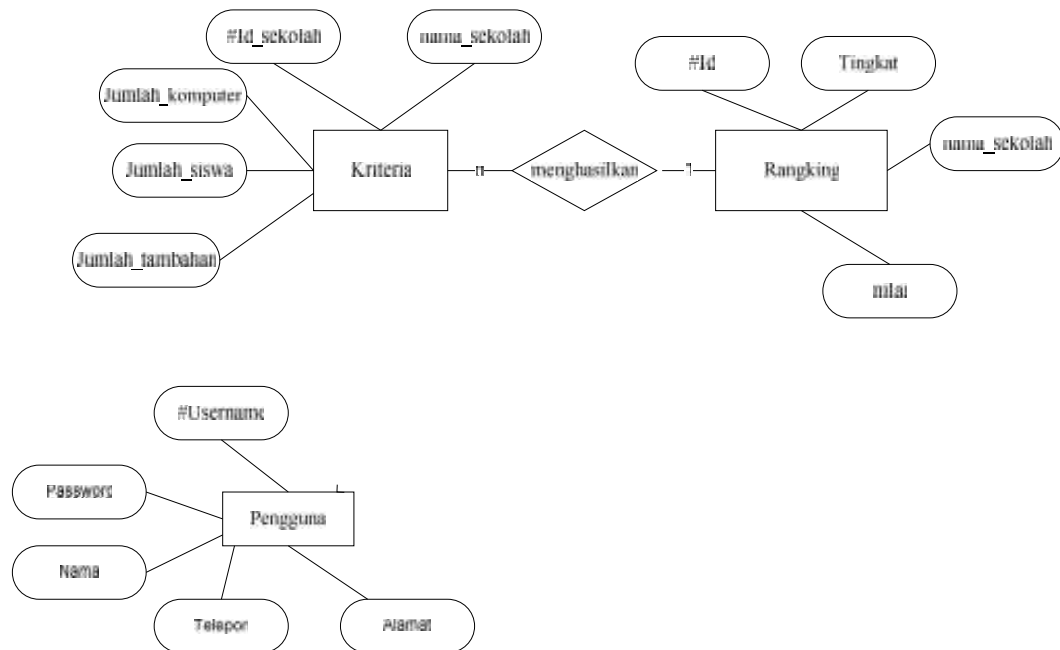 #Id_sekolah
nama_sekolah
#Id
Tingkat
Jumlah_komputer
nama_sekolah
Jumlah_siswa
Kriteria
n
menghasilkan
1
Rangking
Jumlah_tambahan
nilai
#Username
Password
Pengguna
Nama
Telepon
Alamat